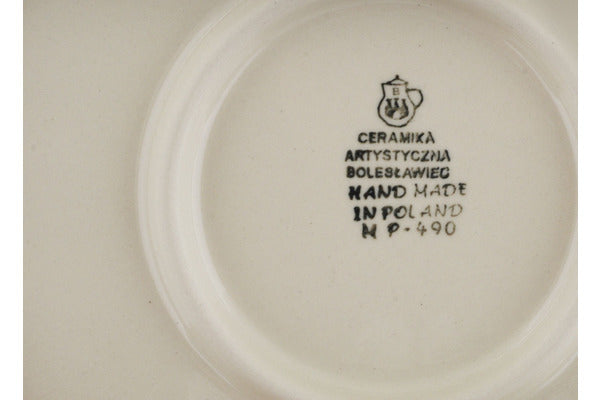 B
CERAMIKA
ARTYSTYCZNA
BOLESŁAWIEC
HAND MADE
IN POLAND
M P-490